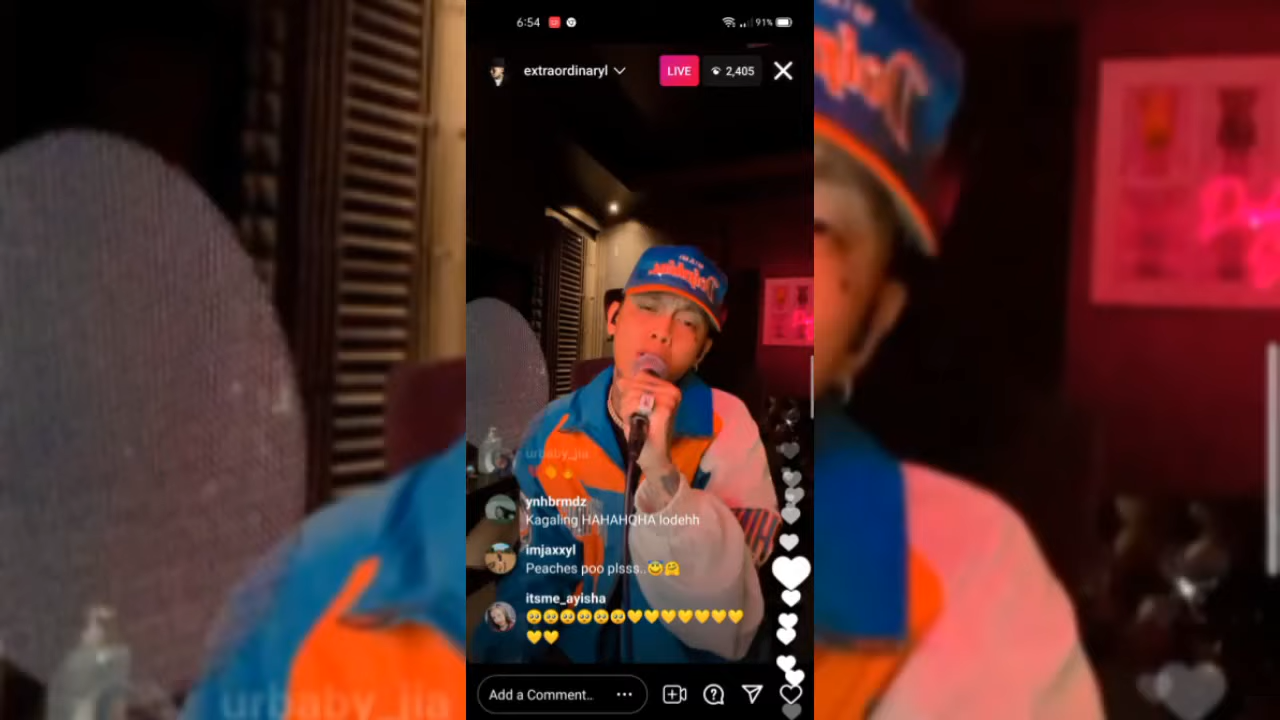 6:54
91%
extraordinaryl
LIVE
2,405
urbaby_jia
ynhbrmdz
Kagaling HAHAHQHA lodehh
imjaxxyl
Peaches poo plsss..😇🤗
itsme_ayisha
🥺🥺🥺🥺🥺🥺💛💛💛💛💛💛💛
💛💛
Add a Comment..
urbaby_jia